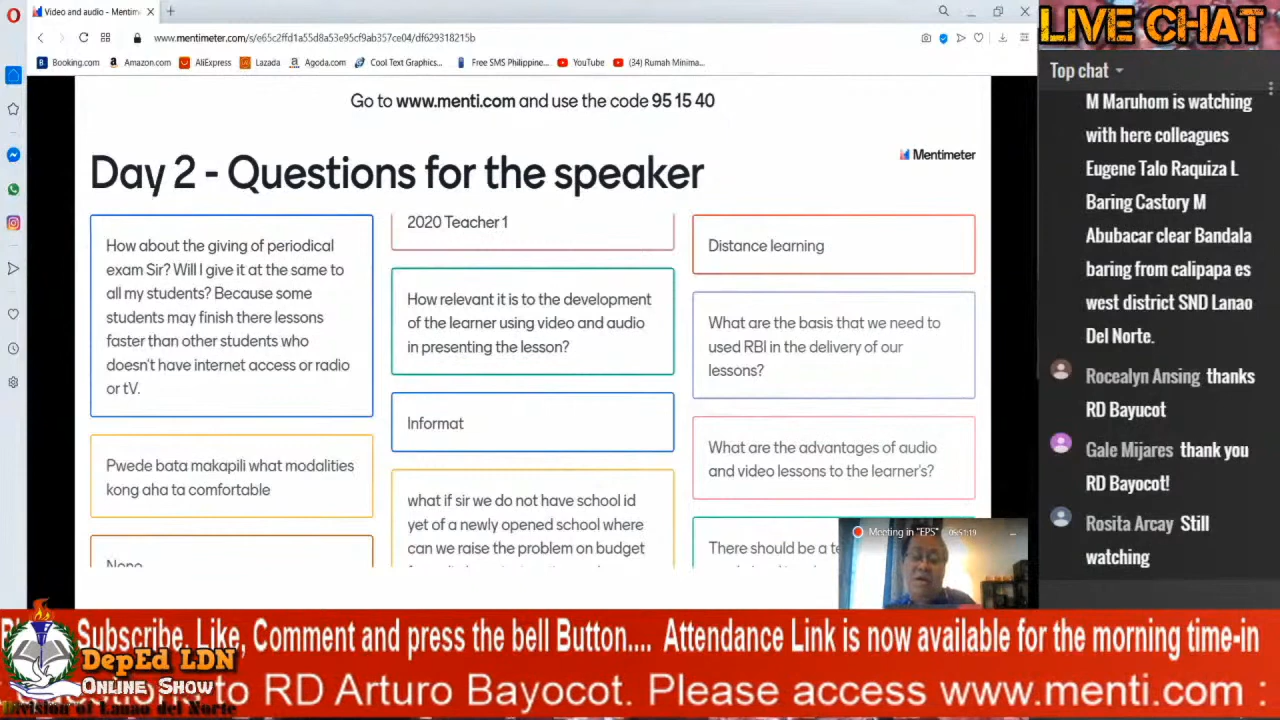 Video and audio - Mentim
www.mentimeter.com/s/e65c2ffd1a55d8a53e95cf9ab357ce04/df629318215b
Booking.com
Amazon.com
AliExpress
Lazada
Agoda.com
Cool Text Graphics...
Free SMS Philippine...
YouTube
(34) Rumah Minima...
Go to www.menti.com and use the code 95 15 40
Mentimeter
Day 2 - Questions for the speaker
How about the giving of periodical
exam Sir? Will I give it at the same to
all my students? Because some
students may finish there lessons
faster than other students who
doesn't have internet access or radio
or tV.
Pwede bata makapili what modalities
kong aha ta comfortable
None
2020 Teacher 1
How relevant it is to the development
of the learner using video and audio
in presenting the lesson?
Informat
what if sir we do not have school id
yet of a newly opened school where
can we raise the problem on budget
Distance learning
What are the basis that we need to
used RBI in the delivery of our
lessons?
What are the advantages of audio
and video lessons to the learner's?
There should be a te
Meeting in "EPS" 09:51:19
LIVE CHAT
Top chat
M Maruhom is watching
with here colleagues
Eugene Talo Raquiza L
Baring Castory M
Abubacar clear Bandala
baring from calipapa es
west district SND Lanao
Del Norte.
Rocealyn Ansing thanks
RD Bayucot
Gale Mijares thank you
RD Bayocot!
Rosita Arcay Still
watching
Subscribe, Like, Comment and press the bell Button.... Attendance Link is now available for the morning time-in
to RD Arturo Bayocot. Please access www.menti.com :
DepEd LDN
Online Show
Division of Lanao del Norte